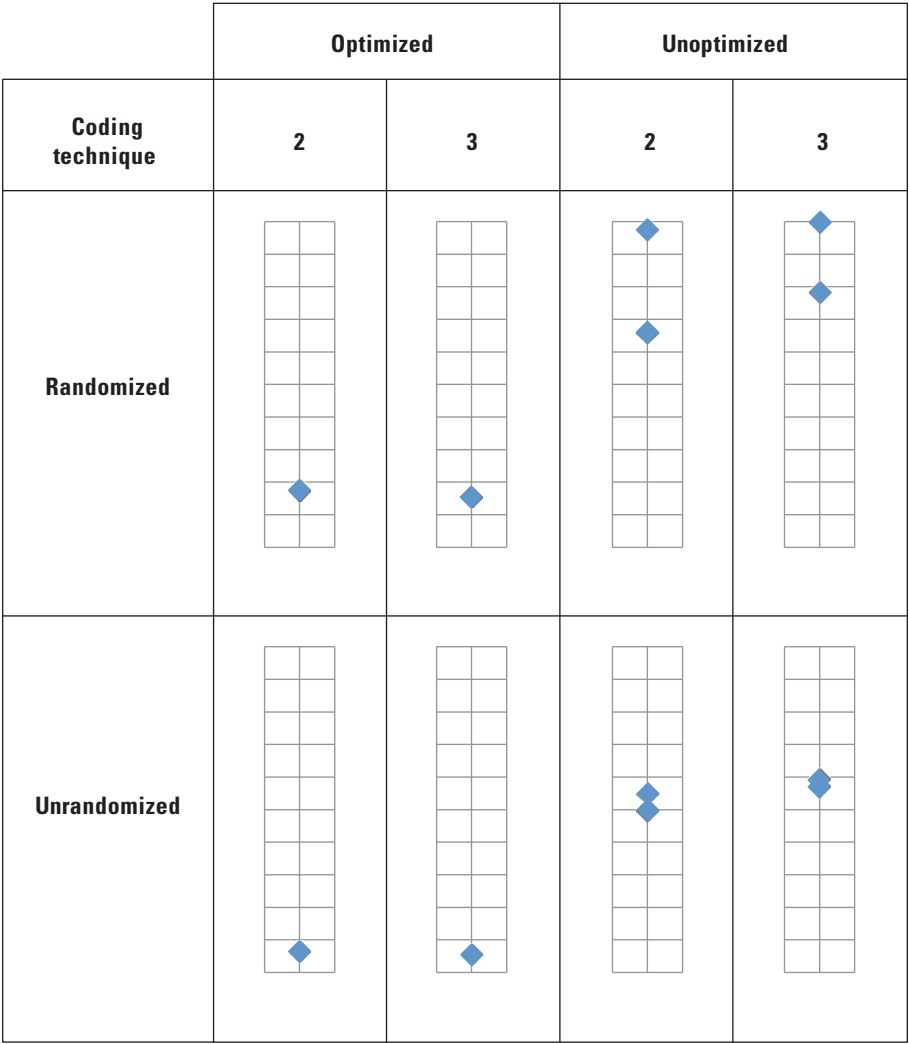 Optimized
Unoptimized
Coding
technique
2
3
2
3
Randomized
Unrandomized